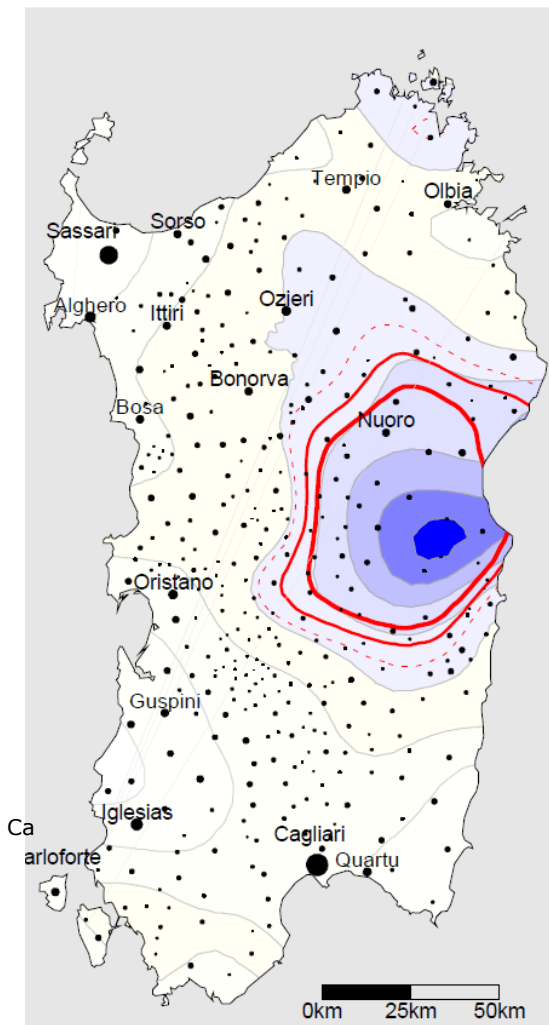 Tempio
Olbia
Sorso
Sassari
Ozieri
Alghero
Ittiri
Bonorva
Bosa
Nuoro
Oristano
Guspini
Iglesias
Ca
arloforte
Cagliari
Quartu
0km 25km 50km